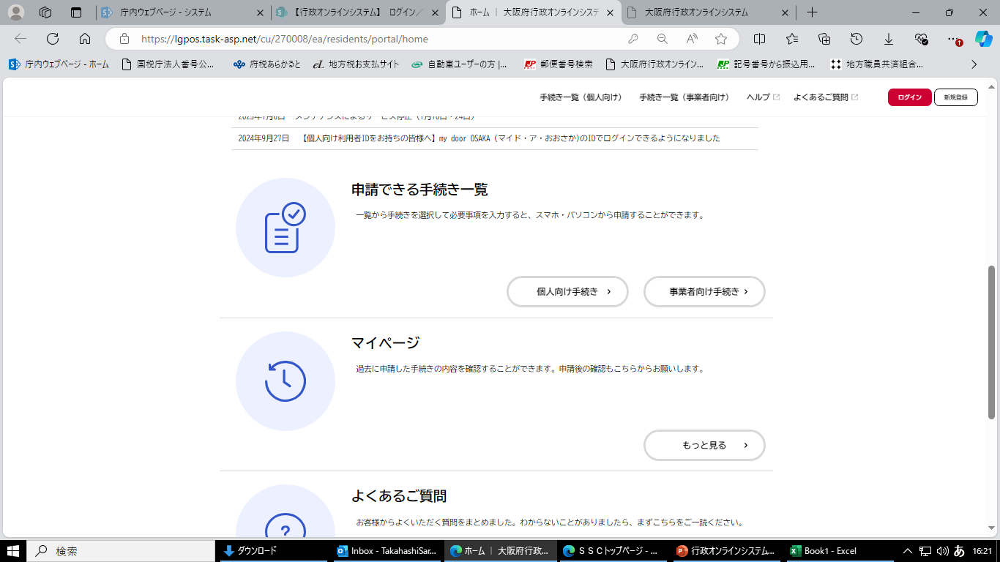 庁内ウェブページ - システム
【行政オンラインシステム】 ログイン／
ホーム ｜ 大阪府行政オンラインシステ
大阪府行政オンラインシステム
https://lgpos.task-asp.net/cu/270008/ea/residents/portal/home
庁内ウェブページ - ホーム
国税庁法人番号公...
府税あらかると
eL 地方税お支払サイト
自動車ユーザーの方 |...
郵便番号検索
大阪府行政オンライン...
記号番号から振込用...
地方職員共済組合...
手続き一覧（個人向け）
手続き一覧（事業者向け）
ヘルプ
よくあるご質問
ログイン
新規登録
2025年1月6日 メンテナンスによるサービス停止（1月10日・24日）
2024年9月27日 【個人向け利用者IDをお持ちの皆様へ】my door OSAKA（マイド・ア・おおさか)のIDでログインできるようになりました
申請できる手続き一覧
一覧から手続きを選択して必要事項を入力すると、スマホ・パソコンから申請することができます。
個人向け手続き
事業者向け手続き
マイページ
過去に申請した手続きの内容を確認することができます。申請後の確認もこちらからお願いします。
もっと見る
よくあるご質問
お客様からよくいただく質問をまとめました。わからないことがありましたら、まずこちらをご一読ください。
検索
ダウンロード
Inbox - TakahashiSar...
ホーム ｜ 大阪府行政...
ＳＳＣトップページ - ...
行政オンラインシステム...
Book1 - Excel
あ
16:21